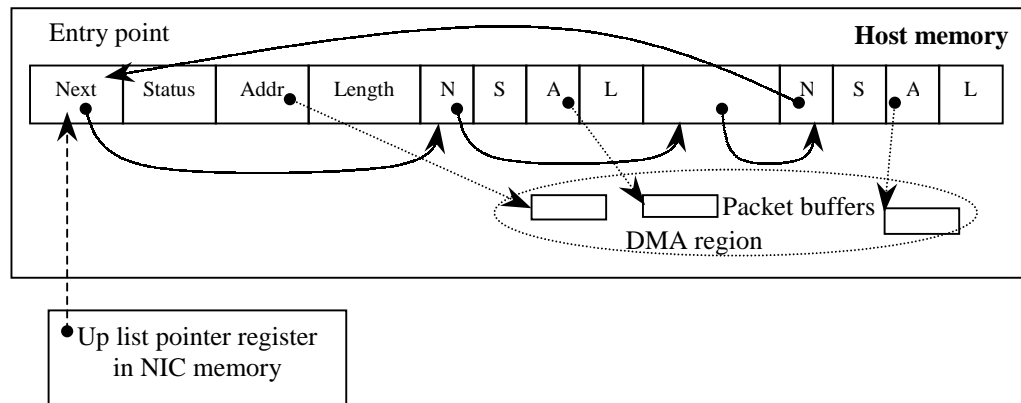 Entry point
Host memory
Next Status Addr Length N S A L N S A L
Packet buffers
DMA region
Up list pointer register
in NIC memory